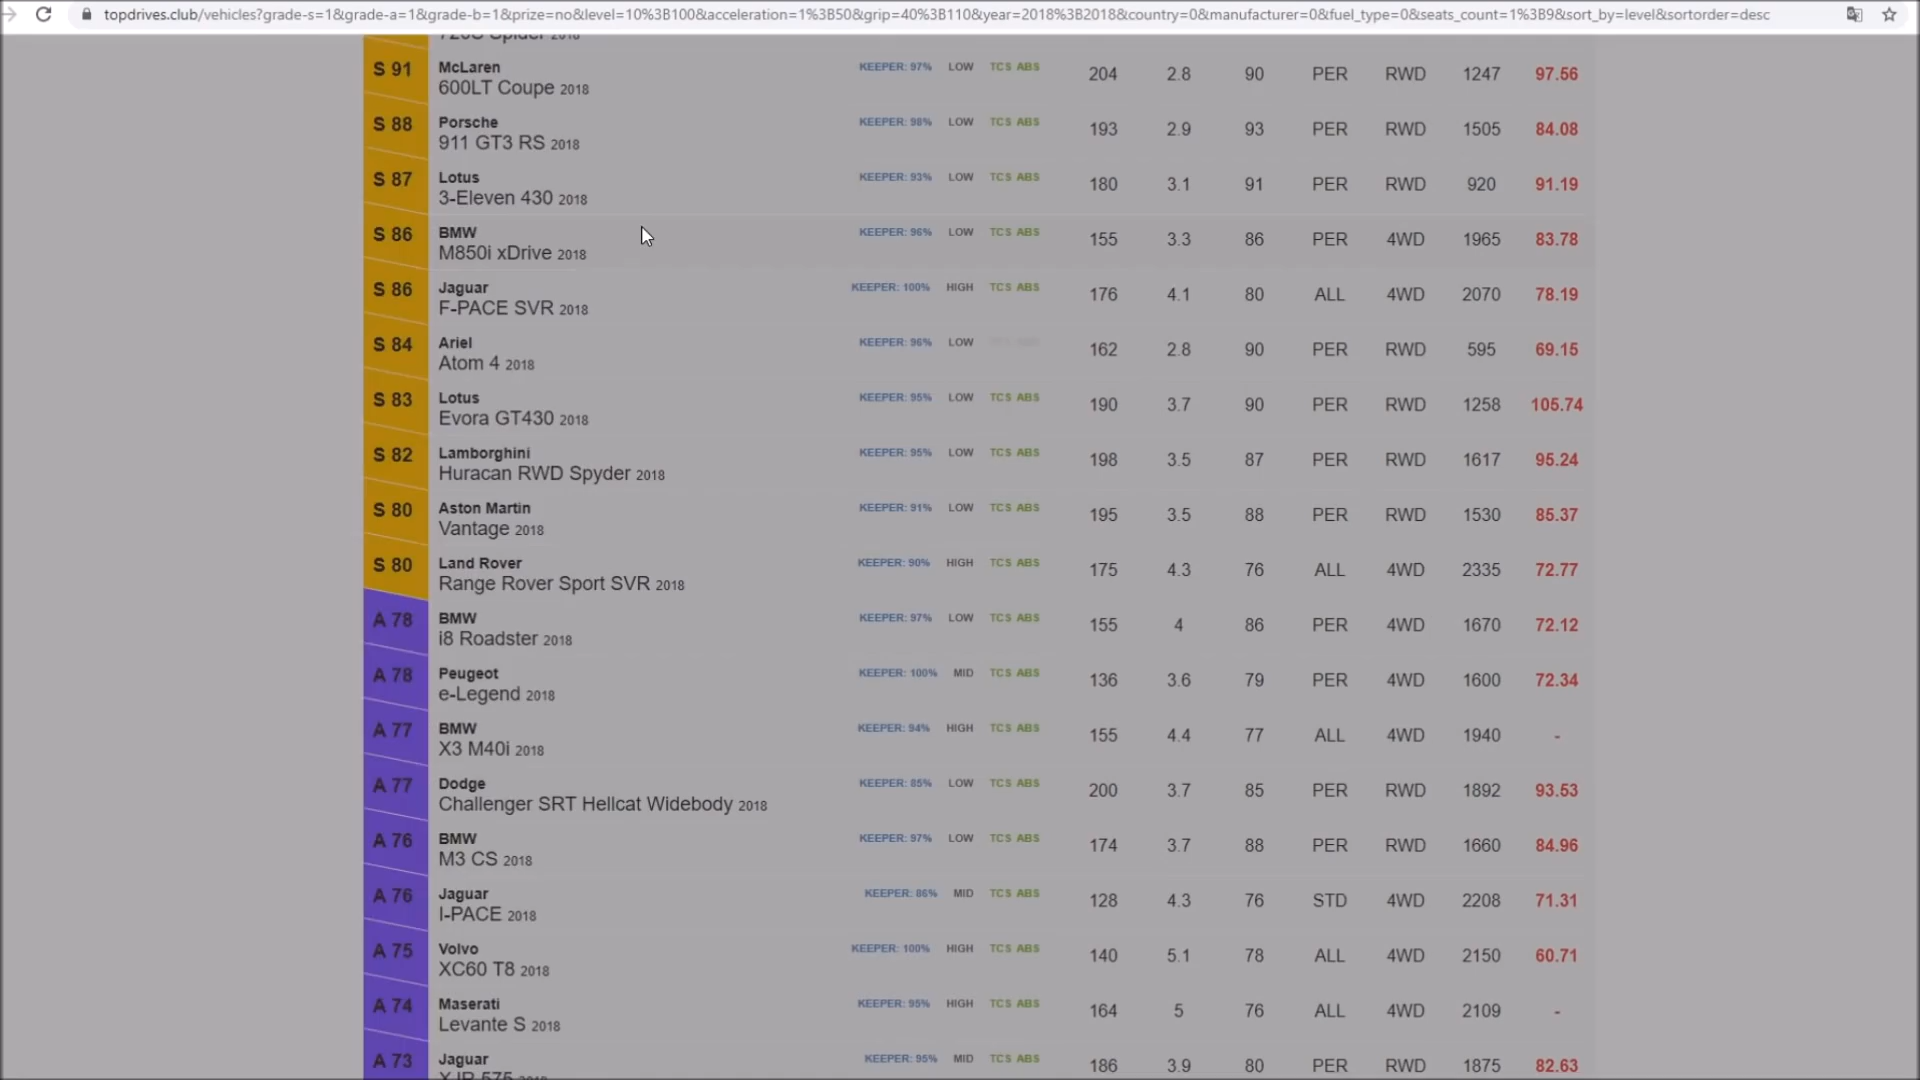 topdrives.club/vehicles?grade-s=1&grade-a=1&grade-b=1&prize=no&level=10%3B100&acceleration=1%3B50&grip=40%3B110&year=2018%3B2018&country=0&manufacturer=0&fuel_type=0&seats_count=1%3B9&sort_by=level&sortorder=desc
720S Spider 2018
S 91 McLaren KEEPER: 97% LOW TCS ABS 204 2.8 90 PER RWD 1247 97.56
600LT Coupe 2018
S 88 Porsche KEEPER: 98% LOW TCS ABS 193 2.9 93 PER RWD 1505 84.08
911 GT3 RS 2018
S 87 Lotus KEEPER: 93% LOW TCS ABS 180 3.1 91 PER RWD 920 91.19
3-Eleven 430 2018
S 86 BMW KEEPER: 96% LOW TCS ABS 155 3.3 86 PER 4WD 1965 83.78
M850i xDrive 2018
S 86 Jaguar KEEPER: 100% HIGH TCS ABS 176 4.1 80 ALL 4WD 2070 78.19
F-PACE SVR 2018
S 84 Ariel KEEPER: 96% LOW TCS ABS 162 2.8 90 PER RWD 595 69.15
Atom 4 2018
S 83 Lotus KEEPER: 95% LOW TCS ABS 190 3.7 90 PER RWD 1258 105.74
Evora GT430 2018
S 82 Lamborghini KEEPER: 95% LOW TCS ABS 198 3.5 87 PER RWD 1617 95.24
Huracan RWD Spyder 2018
S 80 Aston Martin KEEPER: 91% LOW TCS ABS 195 3.5 88 PER RWD 1530 85.37
Vantage 2018
S 80 Land Rover KEEPER: 90% HIGH TCS ABS 175 4.3 76 ALL 4WD 2335 72.77
Range Rover Sport SVR 2018
A 78 BMW KEEPER: 97% LOW TCS ABS 155 4 86 PER 4WD 1670 72.12
i8 Roadster 2018
A 78 Peugeot KEEPER: 100% MID TCS ABS 136 3.6 79 PER 4WD 1600 72.34
e-Legend 2018
A 77 BMW KEEPER: 94% HIGH TCS ABS 155 4.4 77 ALL 4WD 1940 -
X3 M40i 2018
A 77 Dodge KEEPER: 85% LOW TCS ABS 200 3.7 85 PER RWD 1892 93.53
Challenger SRT Hellcat Widebody 2018
A 76 BMW KEEPER: 97% LOW TCS ABS 174 3.7 88 PER RWD 1660 84.96
M3 CS 2018
A 76 Jaguar KEEPER: 86% MID TCS ABS 128 4.3 76 STD 4WD 2208 71.31
I-PACE 2018
A 75 Volvo KEEPER: 100% HIGH TCS ABS 140 5.1 78 ALL 4WD 2150 60.71
XC60 T8 2018
A 74 Maserati KEEPER: 95% HIGH TCS ABS 164 5 76 ALL 4WD 2109 -
Levante S 2018
A 73 Jaguar KEEPER: 95% MID TCS ABS 186 3.9 80 PER RWD 1875 82.63
XJR 575 2018